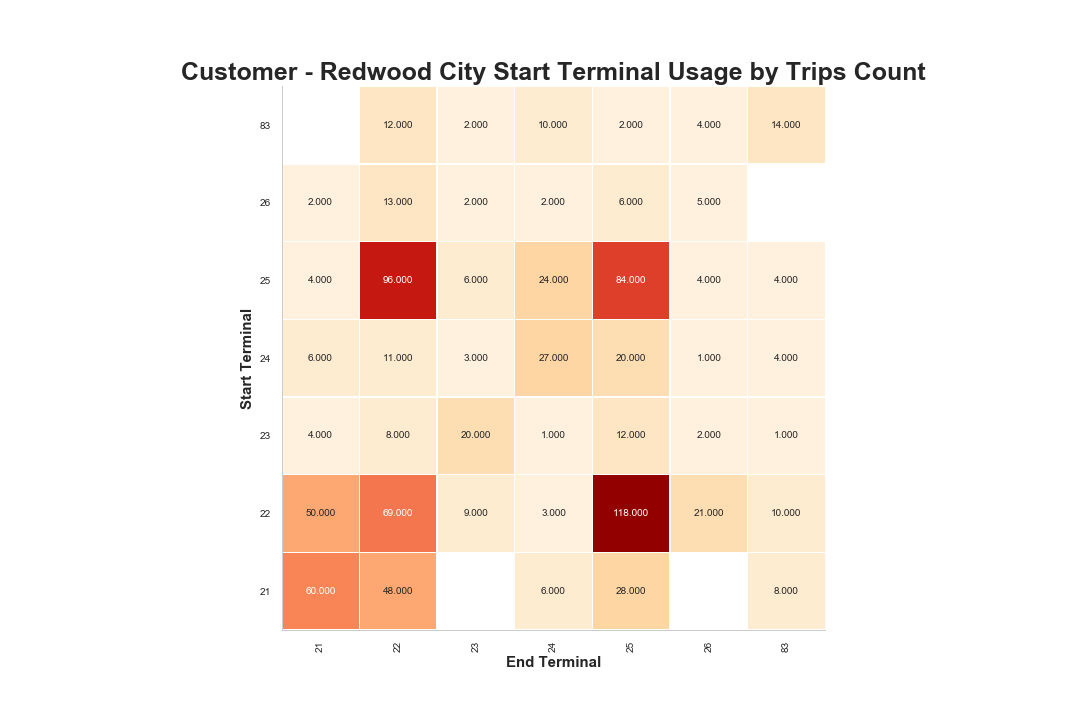 Customer - Redwood City Start Terminal Usage by Trips Count
83 12.000 2.000 10.000 2.000 4.000 14.000
26 2.000 13.000 2.000 2.000 6.000 5.000
25 4.000 96.000 6.000 24.000 84.000 4.000 4.000
24 6.000 11.000 3.000 27.000 20.000 1.000 4.000
23 4.000 8.000 20.000 1.000 12.000 2.000 1.000
22 50.000 69.000 9.000 3.000 118.000 21.000 10.000
21 60.000 48.000 6.000 28.000 8.000
Start Terminal
21 22 23 24 25 26 83
End Terminal